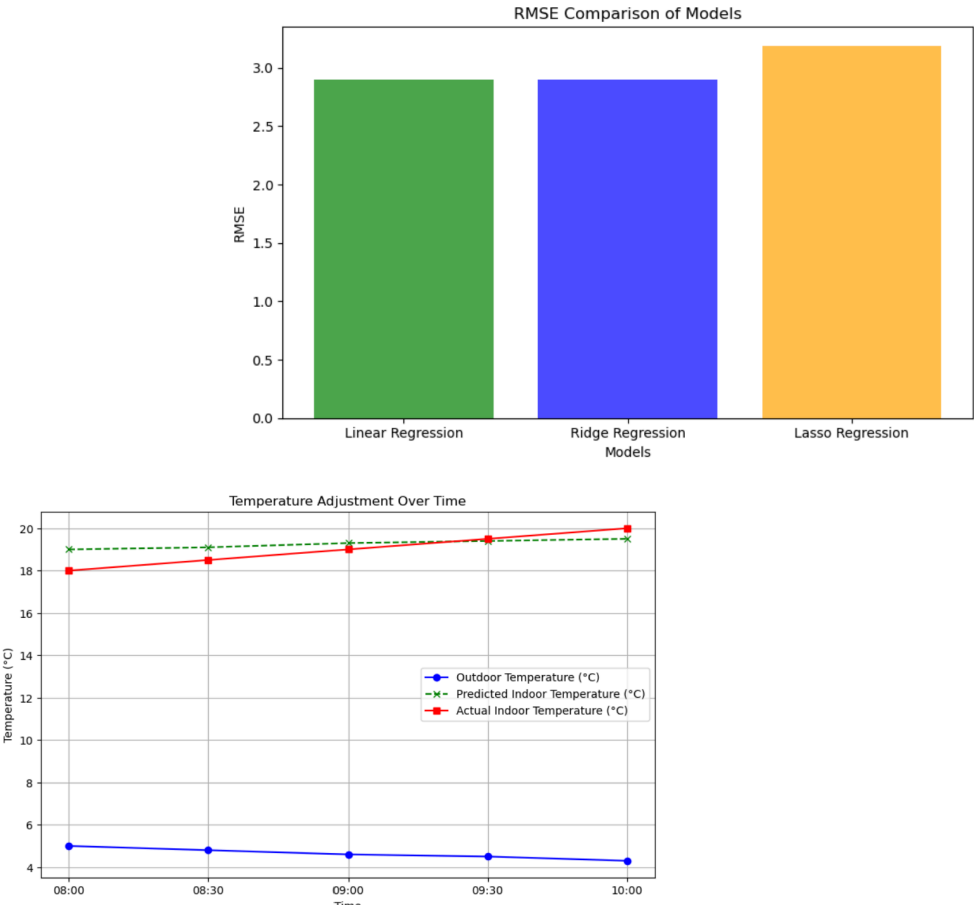 RMSE Comparison of Models
3.0
2.5
2.0
1.5
1.0
0.5
0.0
RMSE
Linear Regression
Ridge Regression
Lasso Regression
Models
Temperature Adjustment Over Time
20
18
16
14
12
10
8
6
4
Temperature (°C)
Outdoor Temperature (°C)
Predicted Indoor Temperature (°C)
Actual Indoor Temperature (°C)
08:00
08:30
09:00
09:30
10:00
Time